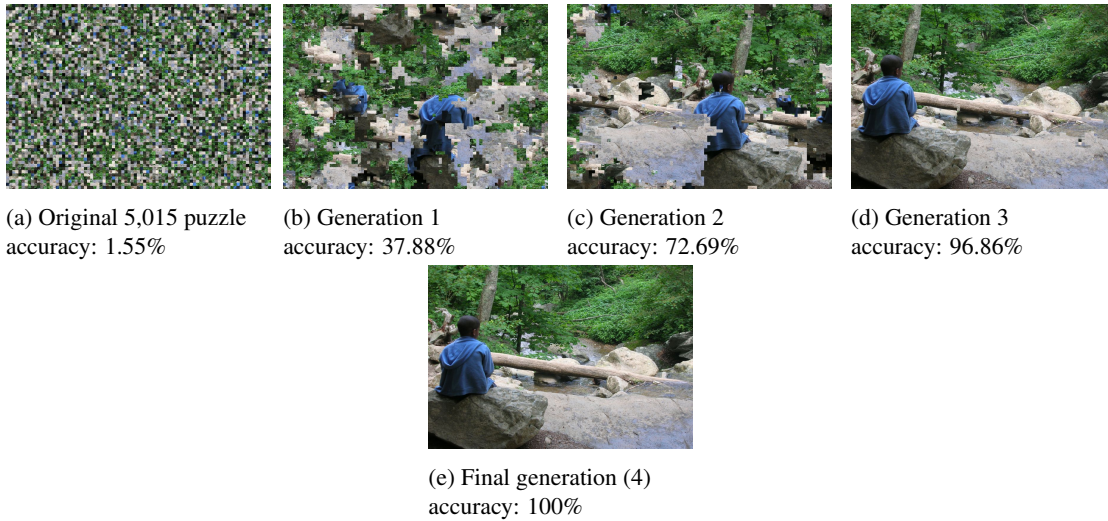 (a) Original 5,015 puzzle
accuracy: 1.55%
(b) Generation 1
accuracy: 37.88%
(c) Generation 2
accuracy: 72.69%
(d) Generation 3
accuracy: 96.86%
(e) Final generation (4)
accuracy: 100%